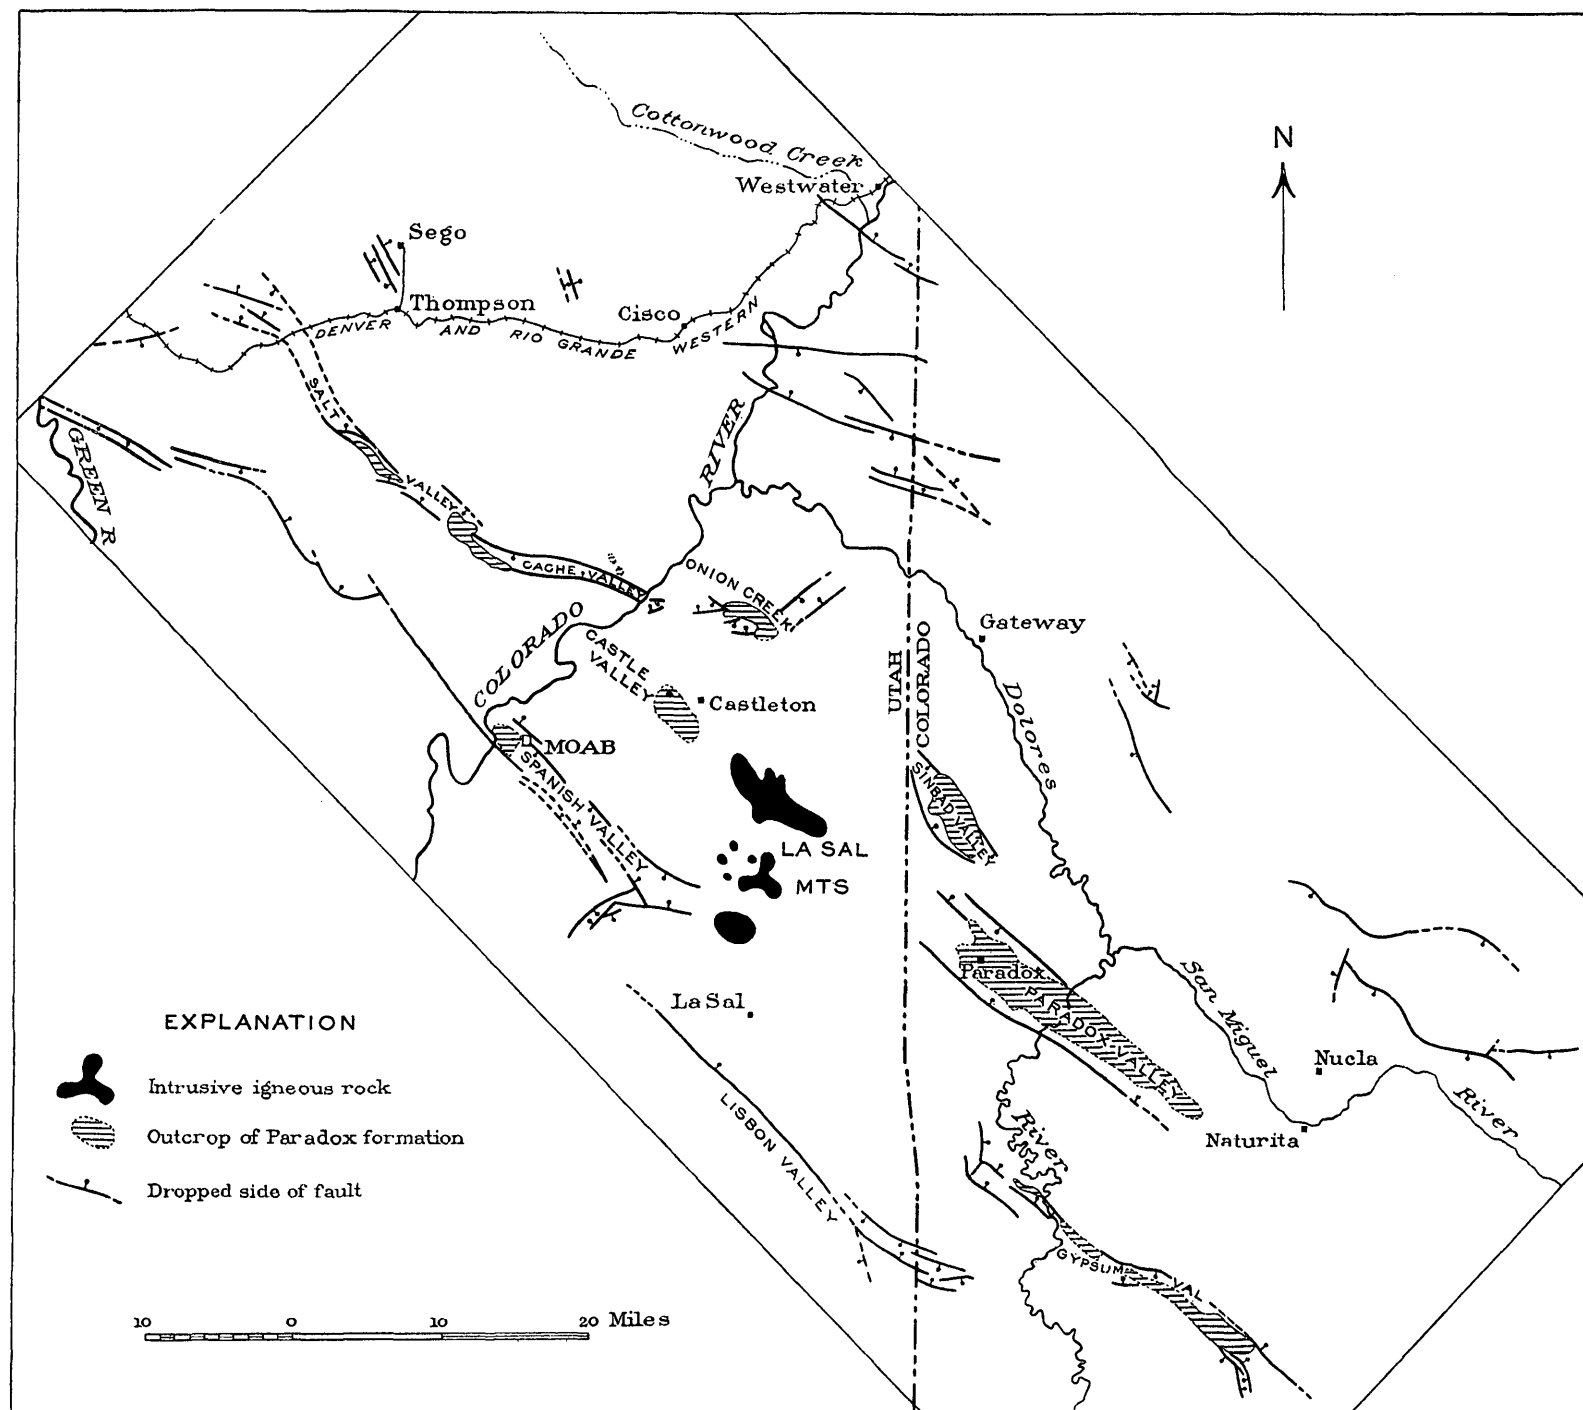 Cottonwood Creek
Westwater
N
Sego
Thompson
Cisco
DENVER AND RIO GRANDE WESTERN
SALT VALLEY
GREEN R
COLORADO RIVER
CACHE VALLEY
ONION CREEK
CASTLE
VALLEY
Castleton
Gateway
UTAH
COLORADO
Dolores River
MOAB
SPANISH VALLEY
SINBAD VALLEY
LA SAL
MTS
Paradox
PARADOX VALLEY
La Sal
San Miguel River
Nucla
Naturita
LISBON VALLEY
GYPSUM VAL
EXPLANATION
Intrusive igneous rock
Outcrop of Paradox formation
Dropped side of fault
10 0 10 20 Miles